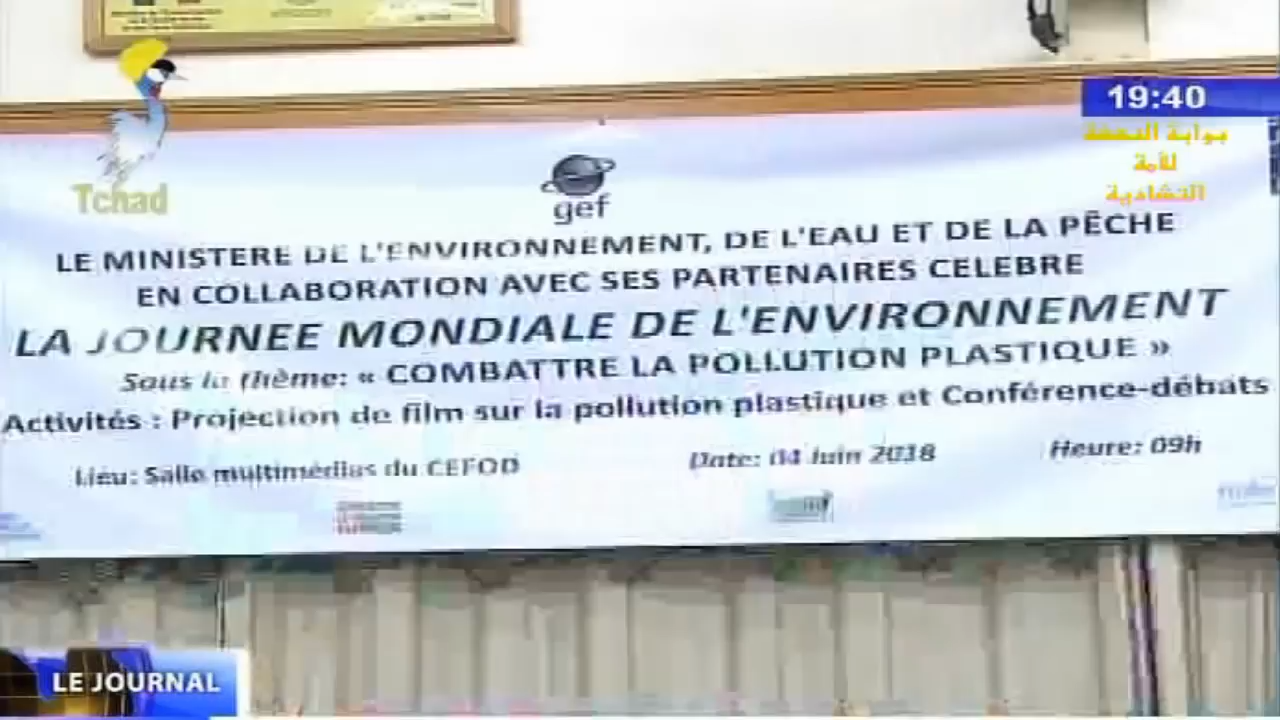 19:40
Tchad
بوابة النهضة
للأمة
التشادية
gef
LE MINISTERE DE L'ENVIRONNEMENT, DE L'EAU ET DE LA PÊCHE
EN COLLABORATION AVEC SES PARTENAIRES CELEBRE
LA JOURNEE MONDIALE DE L'ENVIRONNEMENT
Sous le thème: « COMBATTRE LA POLLUTION PLASTIQUE »
Activités : Projection de film sur la pollution plastique et Conférence-débats
Lieu: Salle multimédias du CEFOD Date: 04 Juin 2018 Heure: 09h
LE JOURNAL